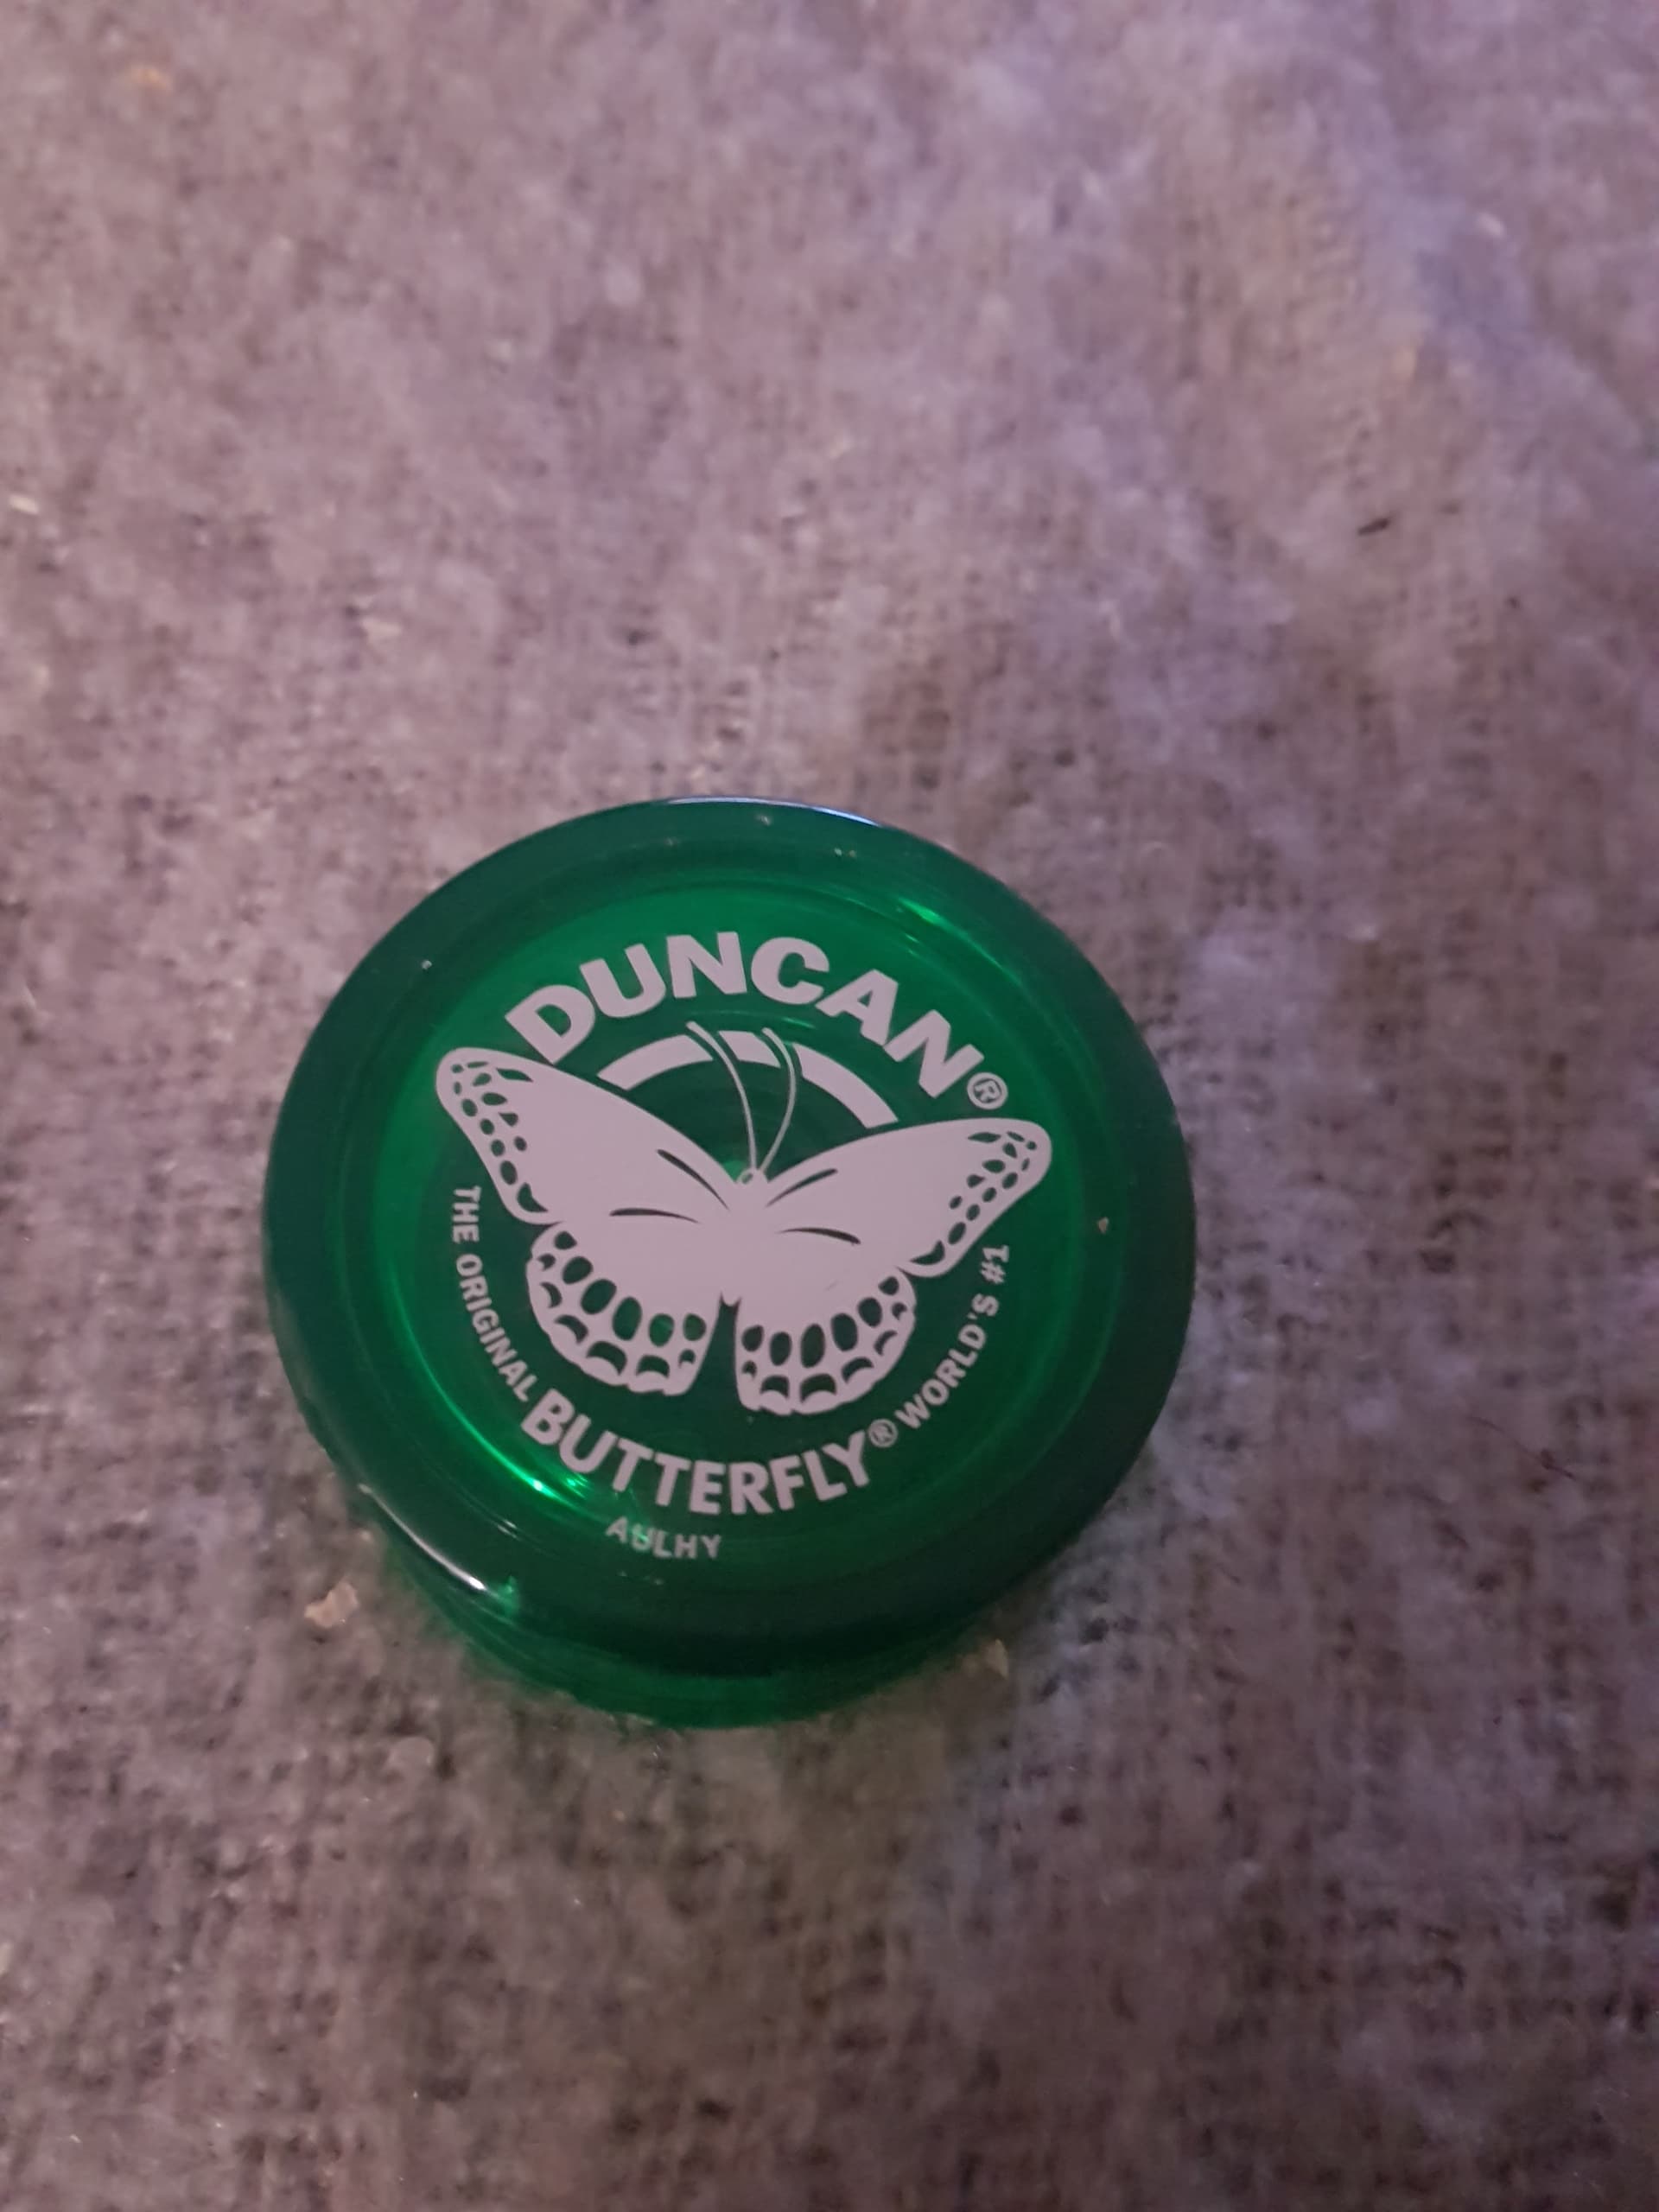 DUNCAN®
THE ORIGINAL BUTTERFLY® WORLD'S #1